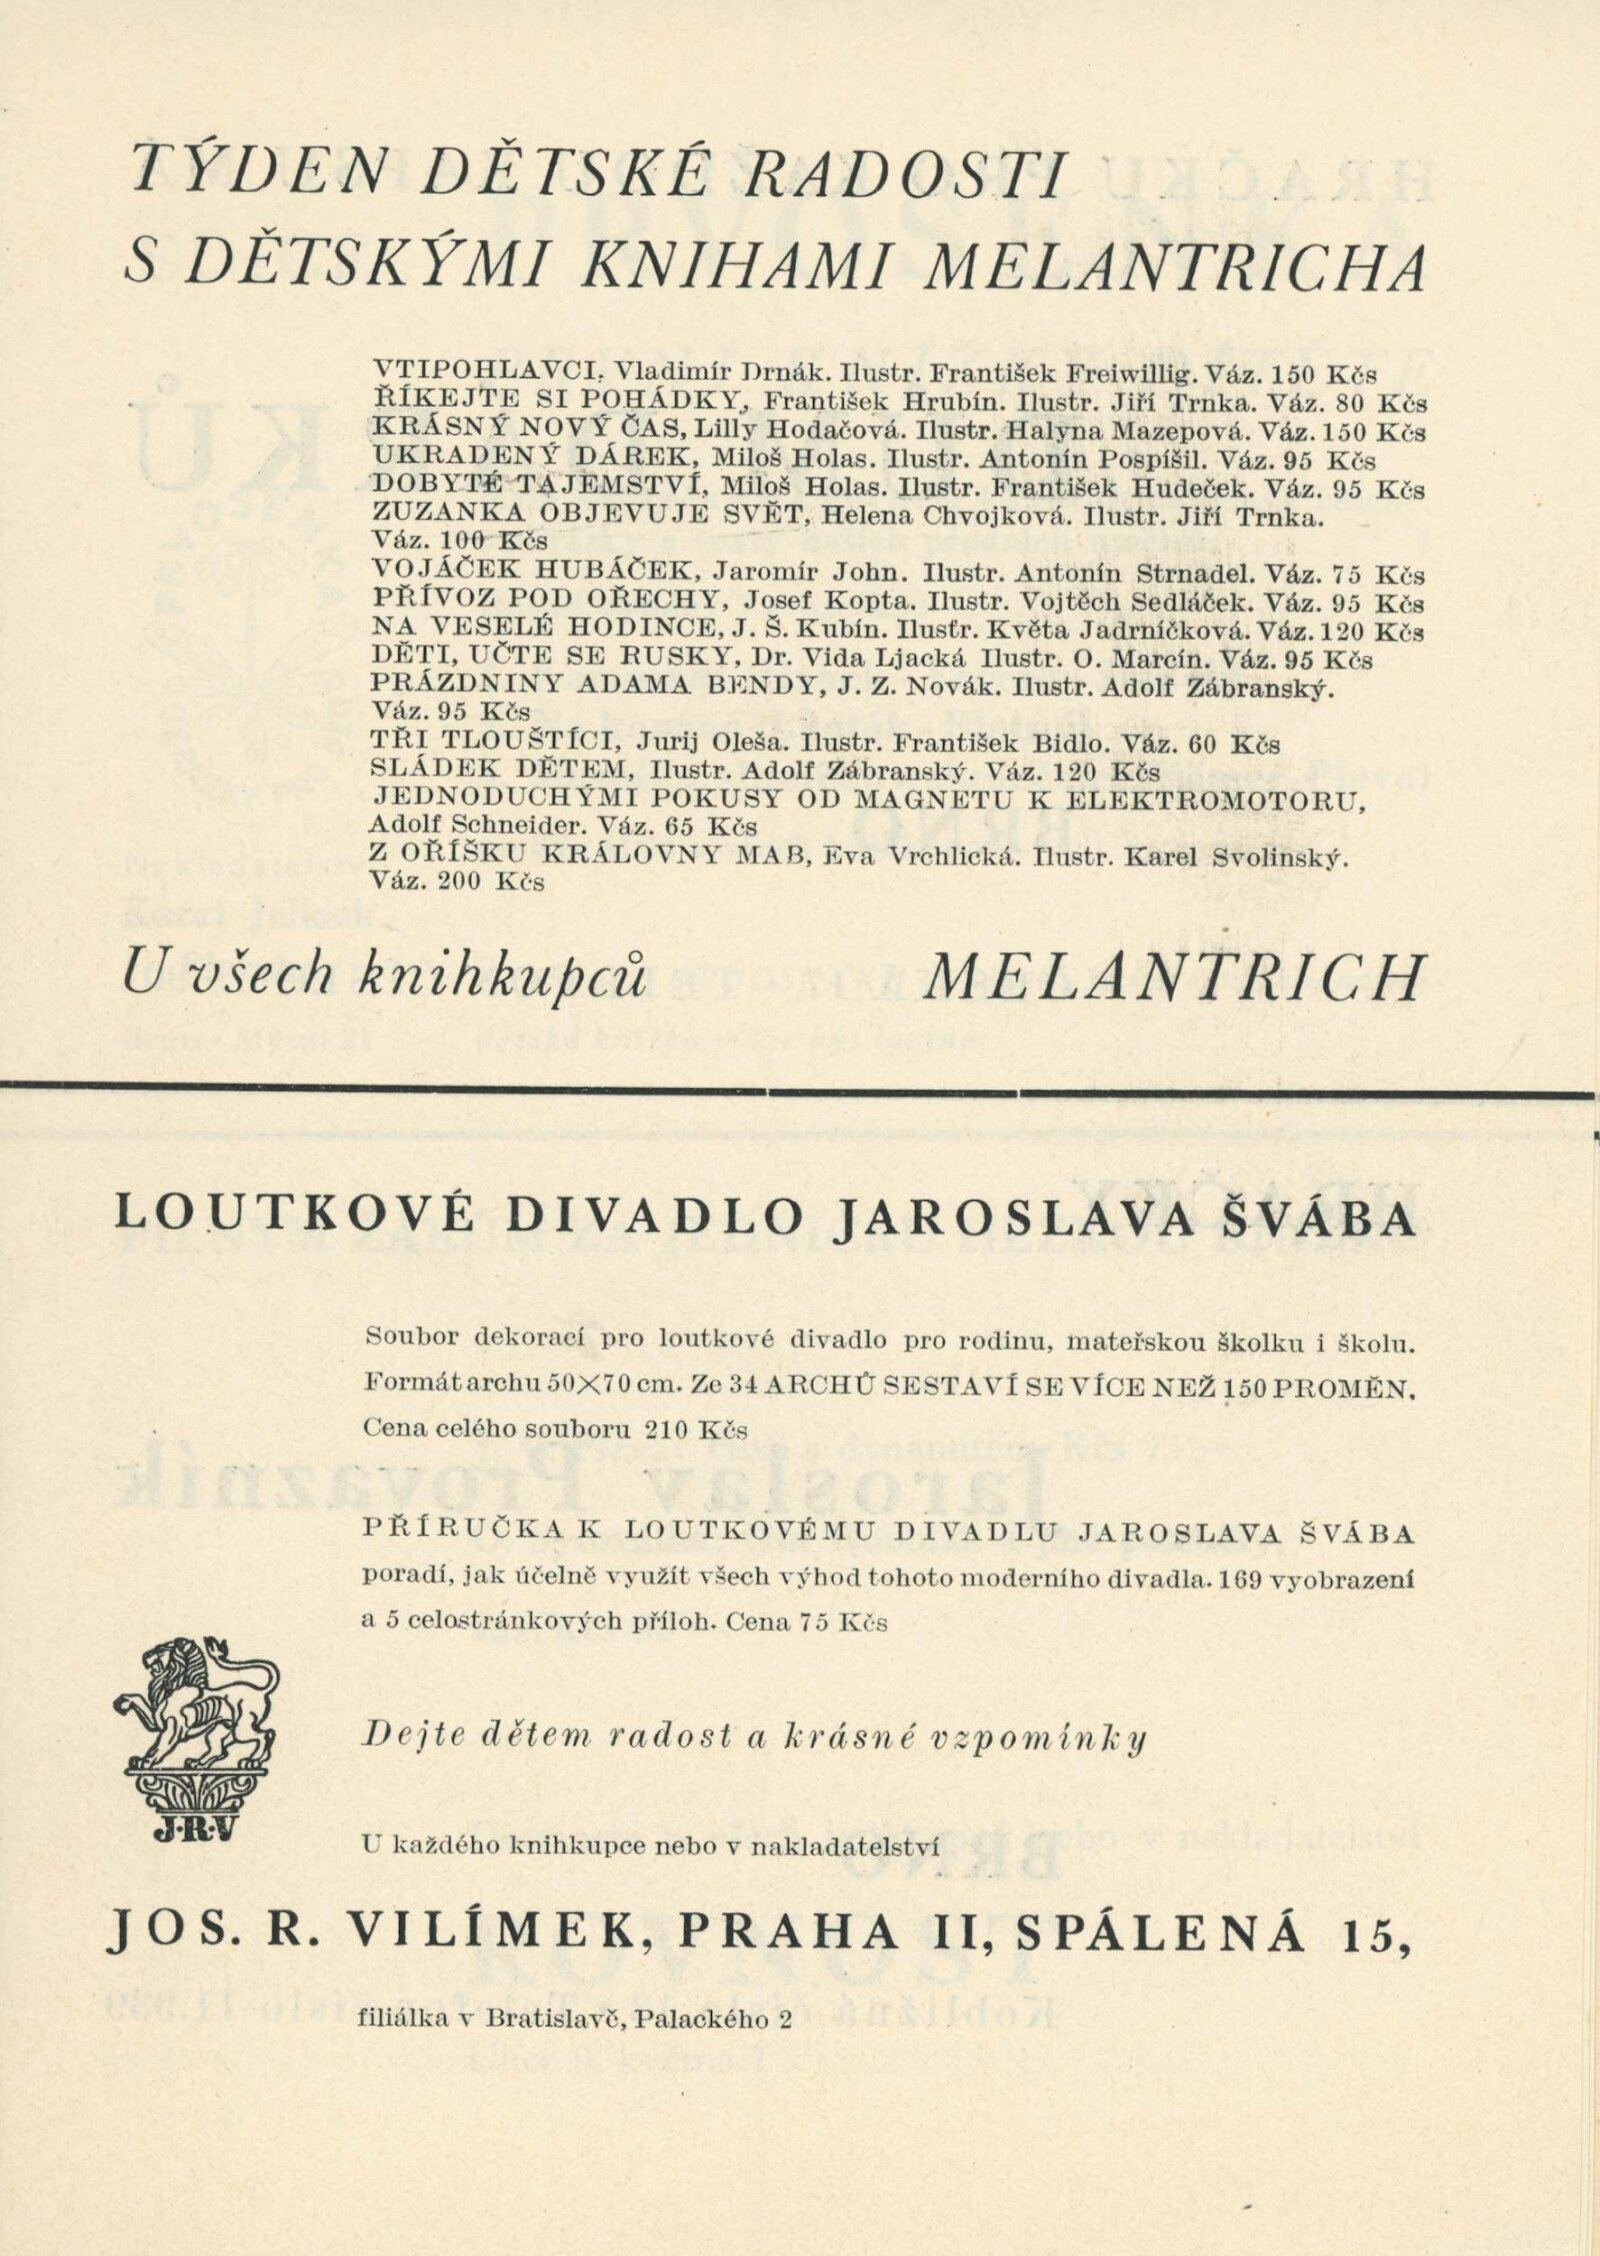 TÝDEN DĚTSKÉ RADOSTI
S DĚTSKÝMI KNIHAMI MELANTRICHA
VTIPOHLAVCI, Vladimír Drnák. Ilustr. František Freiwillig. Váz. 150 Kčs
ŘÍKEJTE SI POHÁDKY, František Hrubín. Ilustr. Jiří Trnka. Váz. 80 Kčs
KRÁSNÝ NOVÝ ČAS, Lilly Hodačová. Ilustr. Halyna Mazepová. Váz. 150 Kčs
UKRADENÝ DÁREK, Miloš Holas. Ilustr. Antonín Pospíšil. Váz. 95 Kčs
DOBYTÉ TAJEMSTVÍ, Miloš Holas. Ilustr. František Hudeček. Váz. 95 Kčs
ZUZANKA OBJEVUJE SVĚT, Helena Chvojková. Ilustr. Jiří Trnka.
Váz. 100 Kčs
VOJÁČEK HUBÁČEK, Jaromír John. Ilustr. Antonín Strnadel. Váz. 75 Kčs
PŘÍVOZ POD OŘECHY, Josef Kopta. Ilustr. Vojtěch Sedláček. Váz. 95 Kčs
NA VESELÉ HODINCE, J. Š. Kubín. Ilustr. Květa Jadrníčková. Váz. 120 Kčs
DĚTI, UČTE SE RUSKY, Dr. Vida Ljacká Ilustr. O. Marcín. Váz. 95 Kčs
PRÁZDNINY ADAMA BENDY, J. Z. Novák. Ilustr. Adolf Zábranský.
Váz. 95 Kčs
TŘI TLOUŠTÍCI, Jurij Oleša. Ilustr. František Bidlo. Váz. 60 Kčs
SLÁDEK DĚTEM, Ilustr. Adolf Zábranský. Váz. 120 Kčs
JEDNODUCHÝMI POKUSY OD MAGNETU K ELEKTROMOTORU,
Adolf Schneider. Váz. 65 Kčs
Z OŘÍŠKU KRÁLOVNY MAB, Eva Vrchlická. Ilustr. Karel Svolinský.
Váz. 200 Kčs
U všech knihkupců MELANTRICH
LOUTKOVÉ DIVADLO JAROSLAVA ŠVÁBA
Soubor dekorací pro loutkové divadlo pro rodinu, mateřskou školku i školu.
Formát archu 50×70 cm. Ze 34 ARCHŮ SESTAVÍ SE VÍCE NEŽ 150 PROMĚN.
Cena celého souboru 210 Kčs
PŘÍRUČKA K LOUTKOVÉMU DIVADLU JAROSLAVA ŠVÁBA
poradí, jak účelně využít všech výhod tohoto moderního divadla. 169 vyobrazení
a 5 celostránkových příloh. Cena 75 Kčs
Dejte dětem radost a krásné vzpomínky
J·R·V
U každého knihkupce nebo v nakladatelství
JOS. R. VILÍMEK, PRAHA II, SPÁLENÁ 15,
filiálka v Bratislavě, Palackého 2